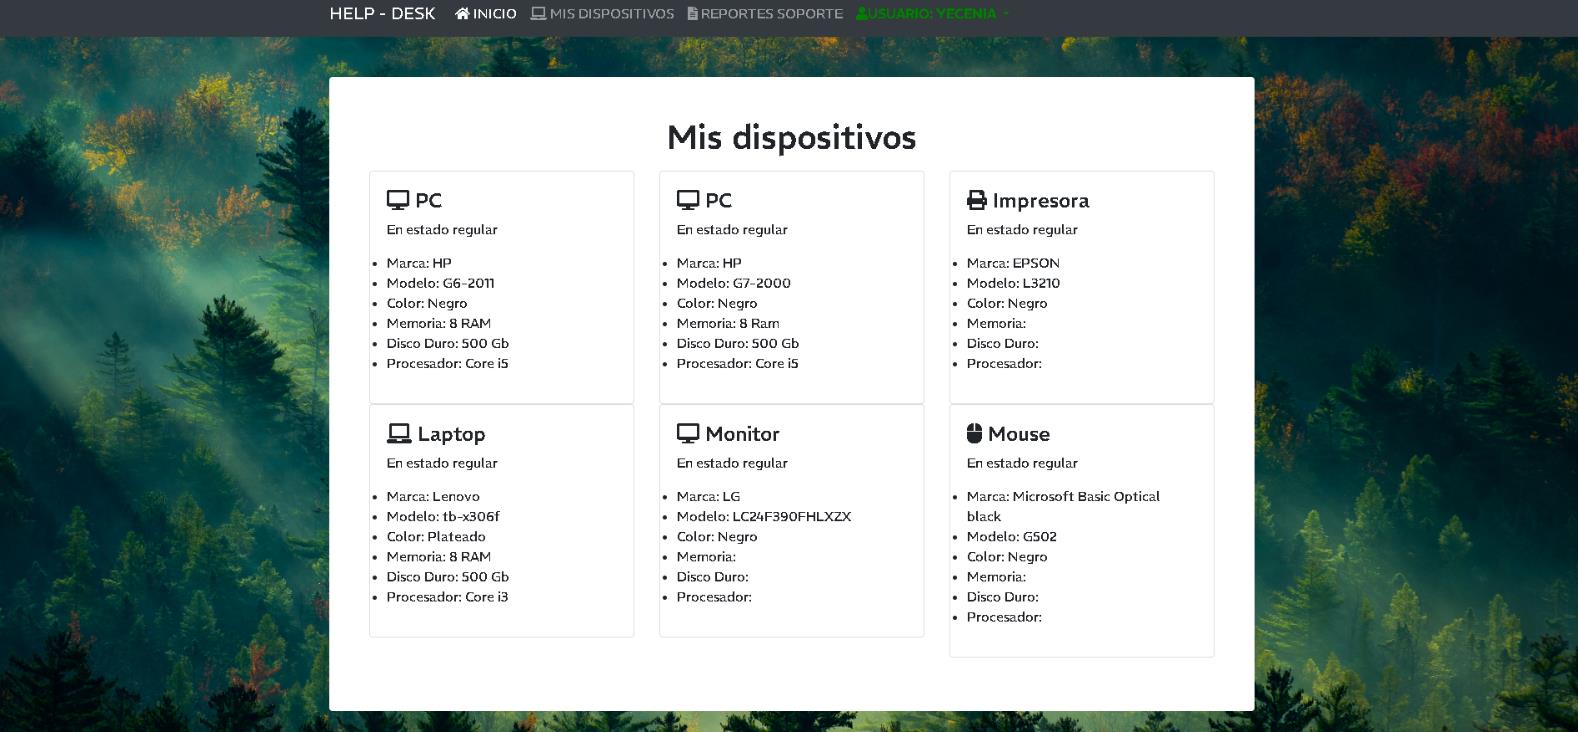 HELP - DESK INICIO MIS DISPOSITIVOS REPORTES SOPORTE USUARIO: YECENIA
Mis dispositivos
PC
En estado regular
Marca: HP
Modelo: G6-2011
Color: Negro
Memoria: 8 RAM
Disco Duro: 500 Gb
Procesador: Core i5
PC
En estado regular
Marca: HP
Modelo: G7-2000
Color: Negro
Memoria: 8 Ram
Disco Duro: 500 Gb
Procesador: Core i5
Impresora
En estado regular
Marca: EPSON
Modelo: L3210
Color: Negro
Memoria:
Disco Duro:
Procesador:
Laptop
En estado regular
Marca: Lenovo
Modelo: tb-x306f
Color: Plateado
Memoria: 8 RAM
Disco Duro: 500 Gb
Procesador: Core i3
Monitor
En estado regular
Marca: LG
Modelo: LC24F390FHLXZX
Color: Negro
Memoria:
Disco Duro:
Procesador:
Mouse
En estado regular
Marca: Microsoft Basic Optical
black
Modelo: G502
Color: Negro
Memoria:
Disco Duro:
Procesador: